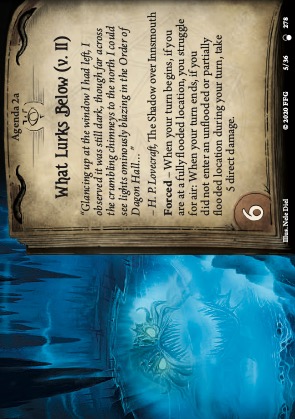 Agenda 2a
What Lurks Below (v. II)
"Glancing up at the window I had left, I
observed it was still dark, though far across
the crumbling chimneys to the north I could
see lights ominously blazing in the Order of
Dagon Hall... "
– H. P. Lovecraft, The Shadow over Innsmouth
Forced – When your turn begins, if you
are at a fully flooded location, you struggle
for air: When your turn ends, if you
did not enter an unflooded or partially
flooded location during your turn, take
5 direct damage.
6
Illus. Nele Diel
© 2020 FFG
5/36
278